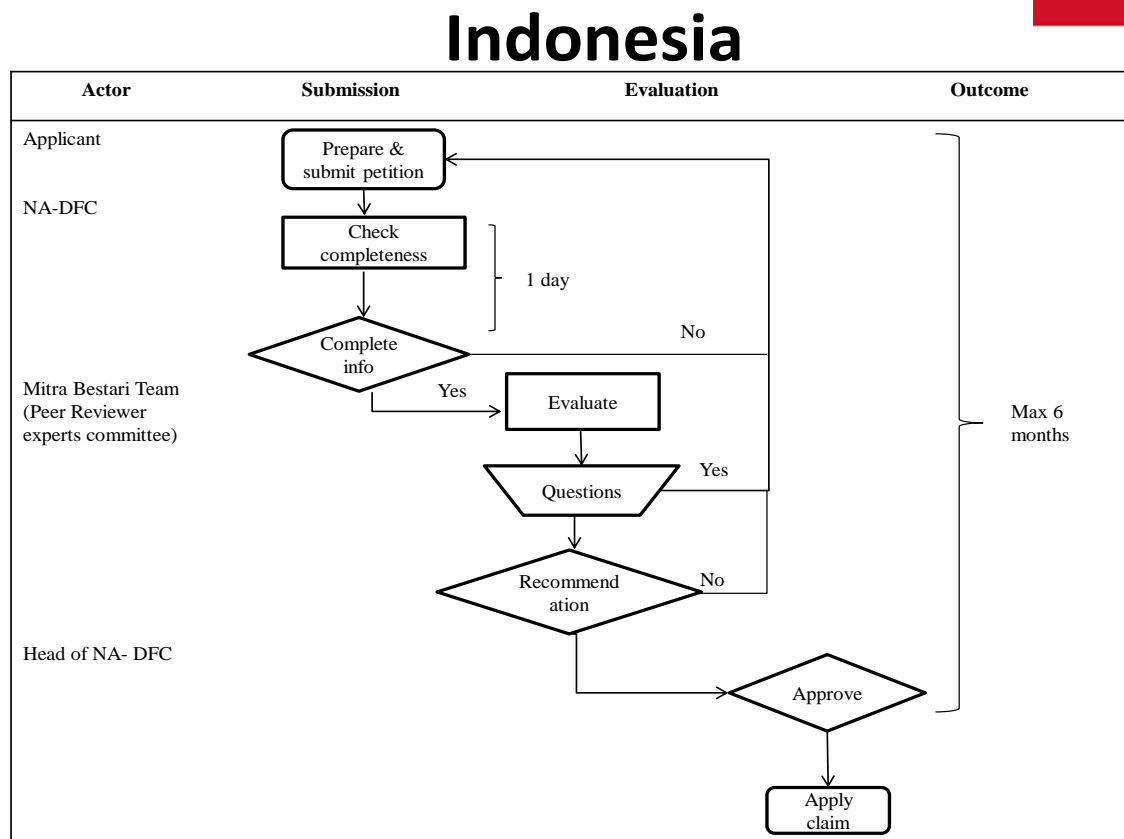 Indonesia
Actor Submission Evaluation Outcome
Applicant
Prepare &
submit petition
NA-DFC
Check
completeness
1 day
No
Complete
info
Mitra Bestari Team
(Peer Reviewer
experts committee)
Yes
Evaluate
Max 6
months
Yes
Questions
No
Recommend
ation
Head of NA- DFC
Approve
Apply
claim